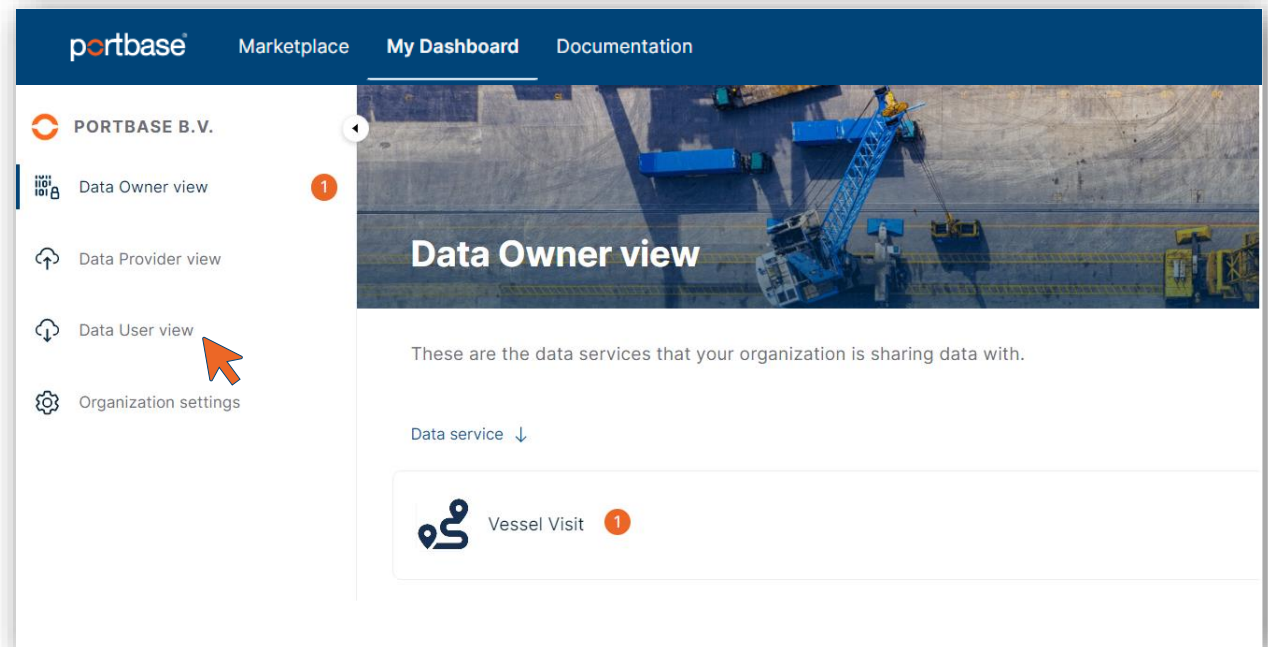 portbase Marketplace My Dashboard Documentation
PORTBASE B.V.
Data Owner view 1
Data Provider view
Data User view
Organization settings
Data Owner view
These are the data services that your organization is sharing data with.
Data service ↓
Vessel Visit 1